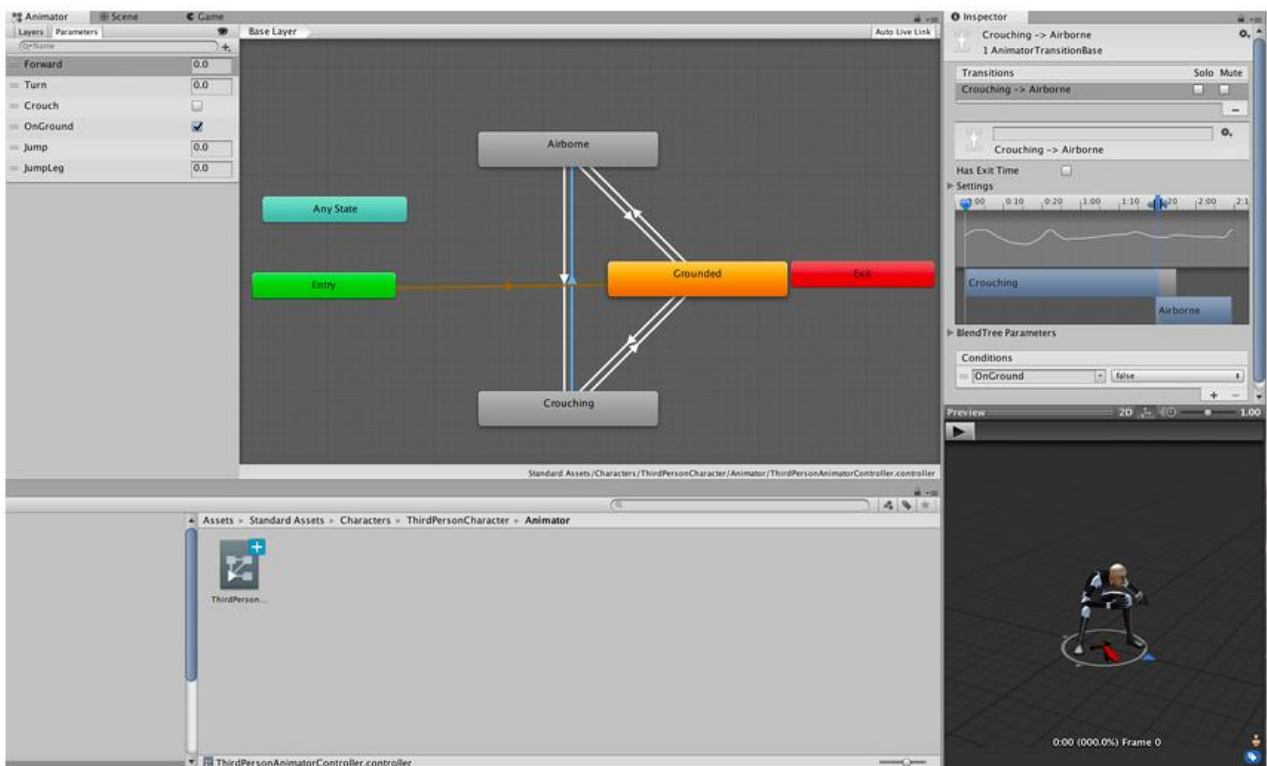 Animator
Scene
Game
Layers
Parameters
Name
Forward
0.0
Turn
0.0
Crouch
OnGround
Jump
0.0
JumpLeg
0.0
Base Layer
Auto Live Link
Airborne
Any State
Entry
Grounded
Exit
Crouching
Standard Assets/Characters/ThirdPersonCharacter/Animator/ThirdPersonAnimatorController.controller
Assets
Standard Assets
Characters
ThirdPersonCharacter
Animator
ThirdPerson...
ThirdPersonAnimatorController.controller
Inspector
Crouching -> Airborne
1 AnimatorTransitionBase
Transitions
Solo
Mute
Crouching -> Airborne
Crouching -> Airborne
Has Exit Time
Settings
0:10
0:20
1:00
1:10
2:00
Crouching
Airborne
BlendTree Parameters
Conditions
OnGround
false
Preview
2D
1.00
0:00 (000.0%) Frame 0